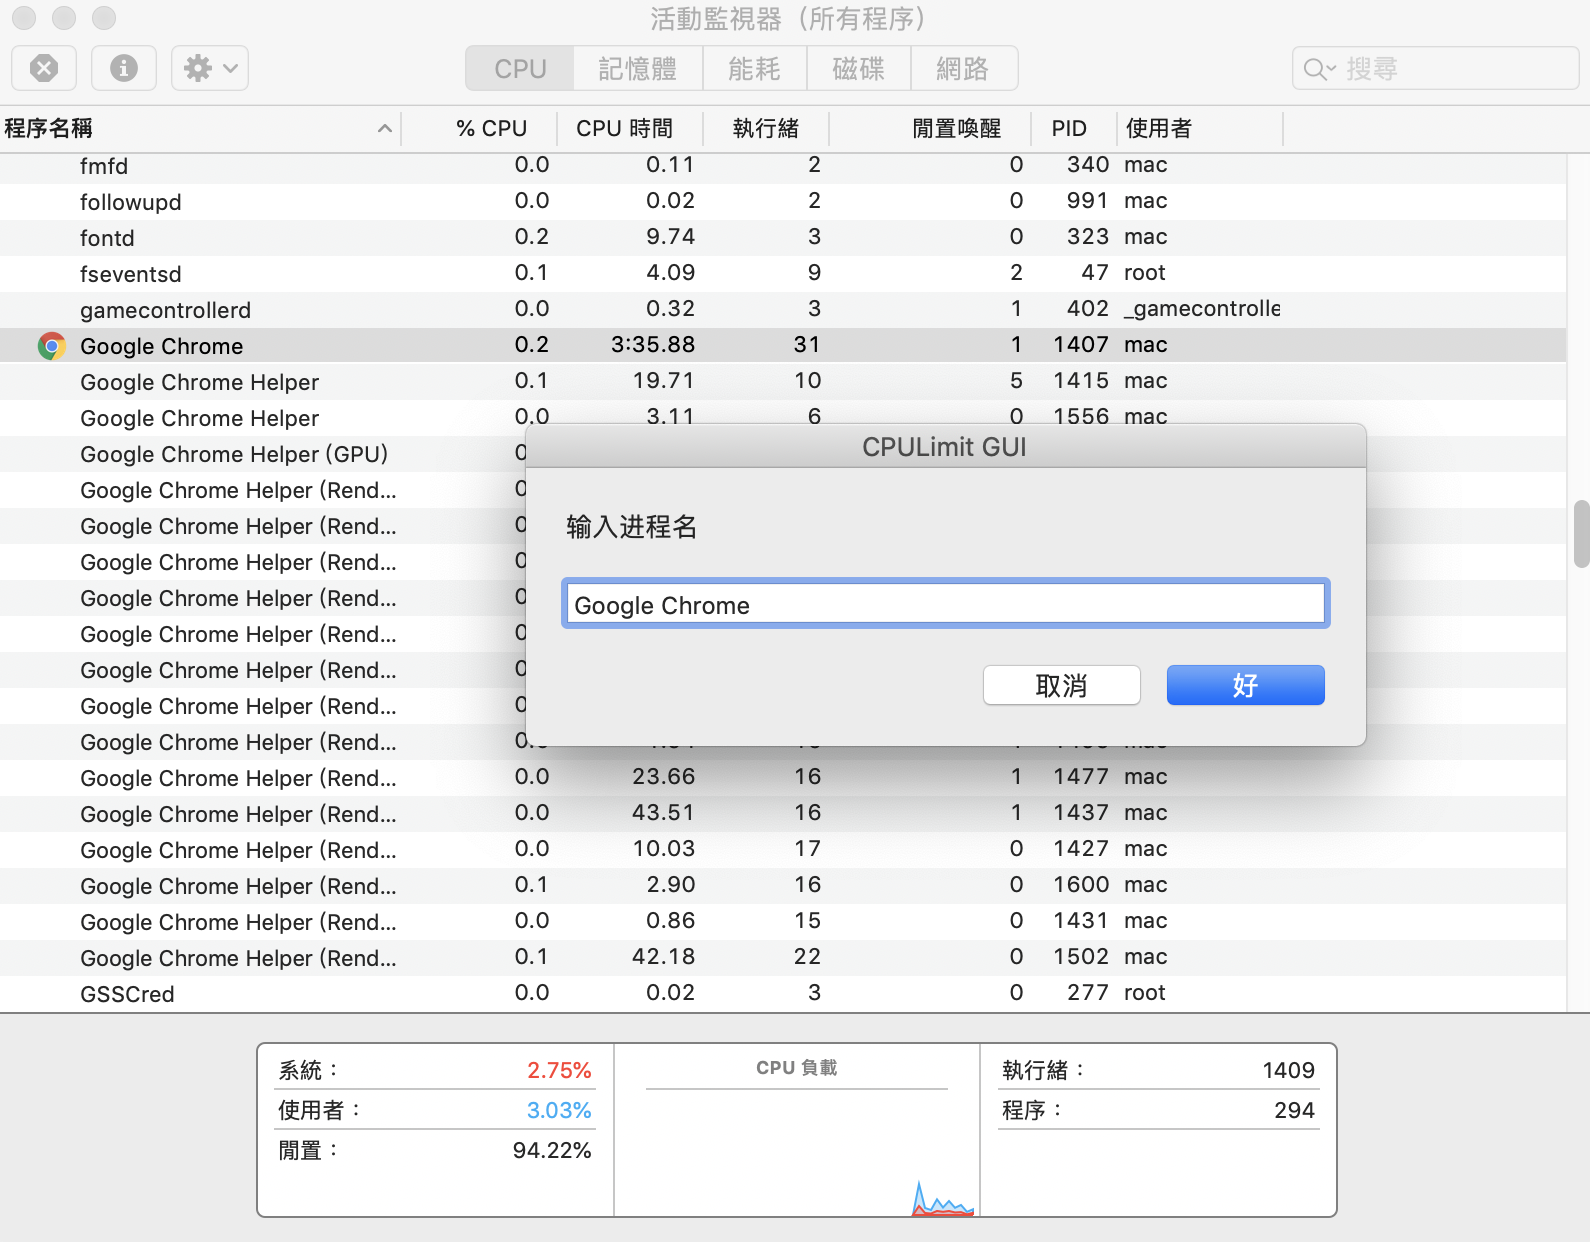 活動監視器（所有程序）
CPU 記憶體 能耗 磁碟 網路 搜尋
程序名稱 % CPU CPU 時間 執行緒 閒置喚醒 PID 使用者
fmfd 0.0 0.11 2 0 340 mac
followupd 0.0 0.02 2 0 991 mac
fontd 0.2 9.74 3 0 323 mac
fseventsd 0.1 4.09 9 2 47 root
gamecontrollerd 0.0 0.32 3 1 402 _gamecontrolle
Google Chrome 0.2 3:35.88 31 1 1407 mac
Google Chrome Helper 0.1 19.71 10 5 1415 mac
Google Chrome Helper 0.0 3.11 6 0 1556 mac
Google Chrome Helper (GPU)
Google Chrome Helper (Rend...
Google Chrome Helper (Rend...
Google Chrome Helper (Rend...
Google Chrome Helper (Rend...
Google Chrome Helper (Rend...
Google Chrome Helper (Rend...
Google Chrome Helper (Rend...
Google Chrome Helper (Rend...
Google Chrome Helper (Rend... 0.0 23.66 16 1 1477 mac
Google Chrome Helper (Rend... 0.0 43.51 16 1 1437 mac
Google Chrome Helper (Rend... 0.0 10.03 17 0 1427 mac
Google Chrome Helper (Rend... 0.1 2.90 16 0 1600 mac
Google Chrome Helper (Rend... 0.0 0.86 15 0 1431 mac
Google Chrome Helper (Rend... 0.1 42.18 22 0 1502 mac
GSSCred 0.0 0.02 3 0 277 root
CPULimit GUI
输入进程名
Google Chrome
取消 好
系統： 2.75%
使用者： 3.03%
閒置： 94.22%
CPU 負載
執行緒： 1409
程序： 294